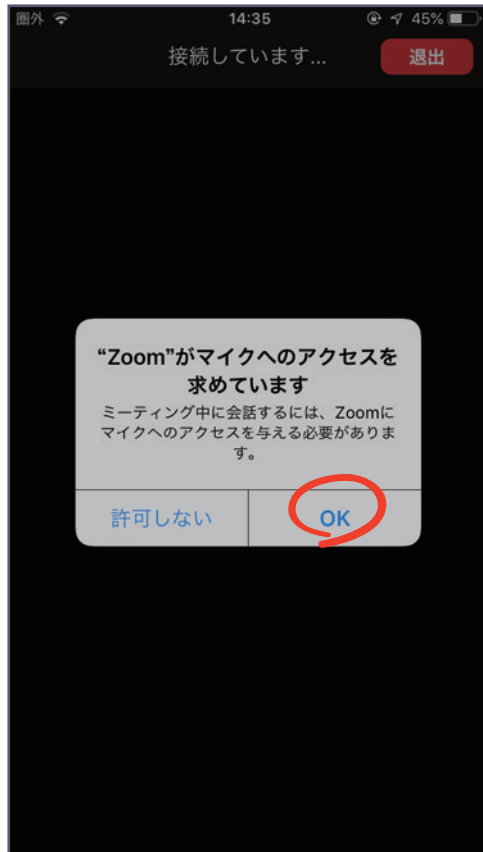 圏外 14:35 45%
接続しています... 退出
“Zoom”がマイクへのアクセスを
求めています
ミーティング中に会話するには、Zoomに
マイクへのアクセスを与える必要がありま
す。
許可しない OK